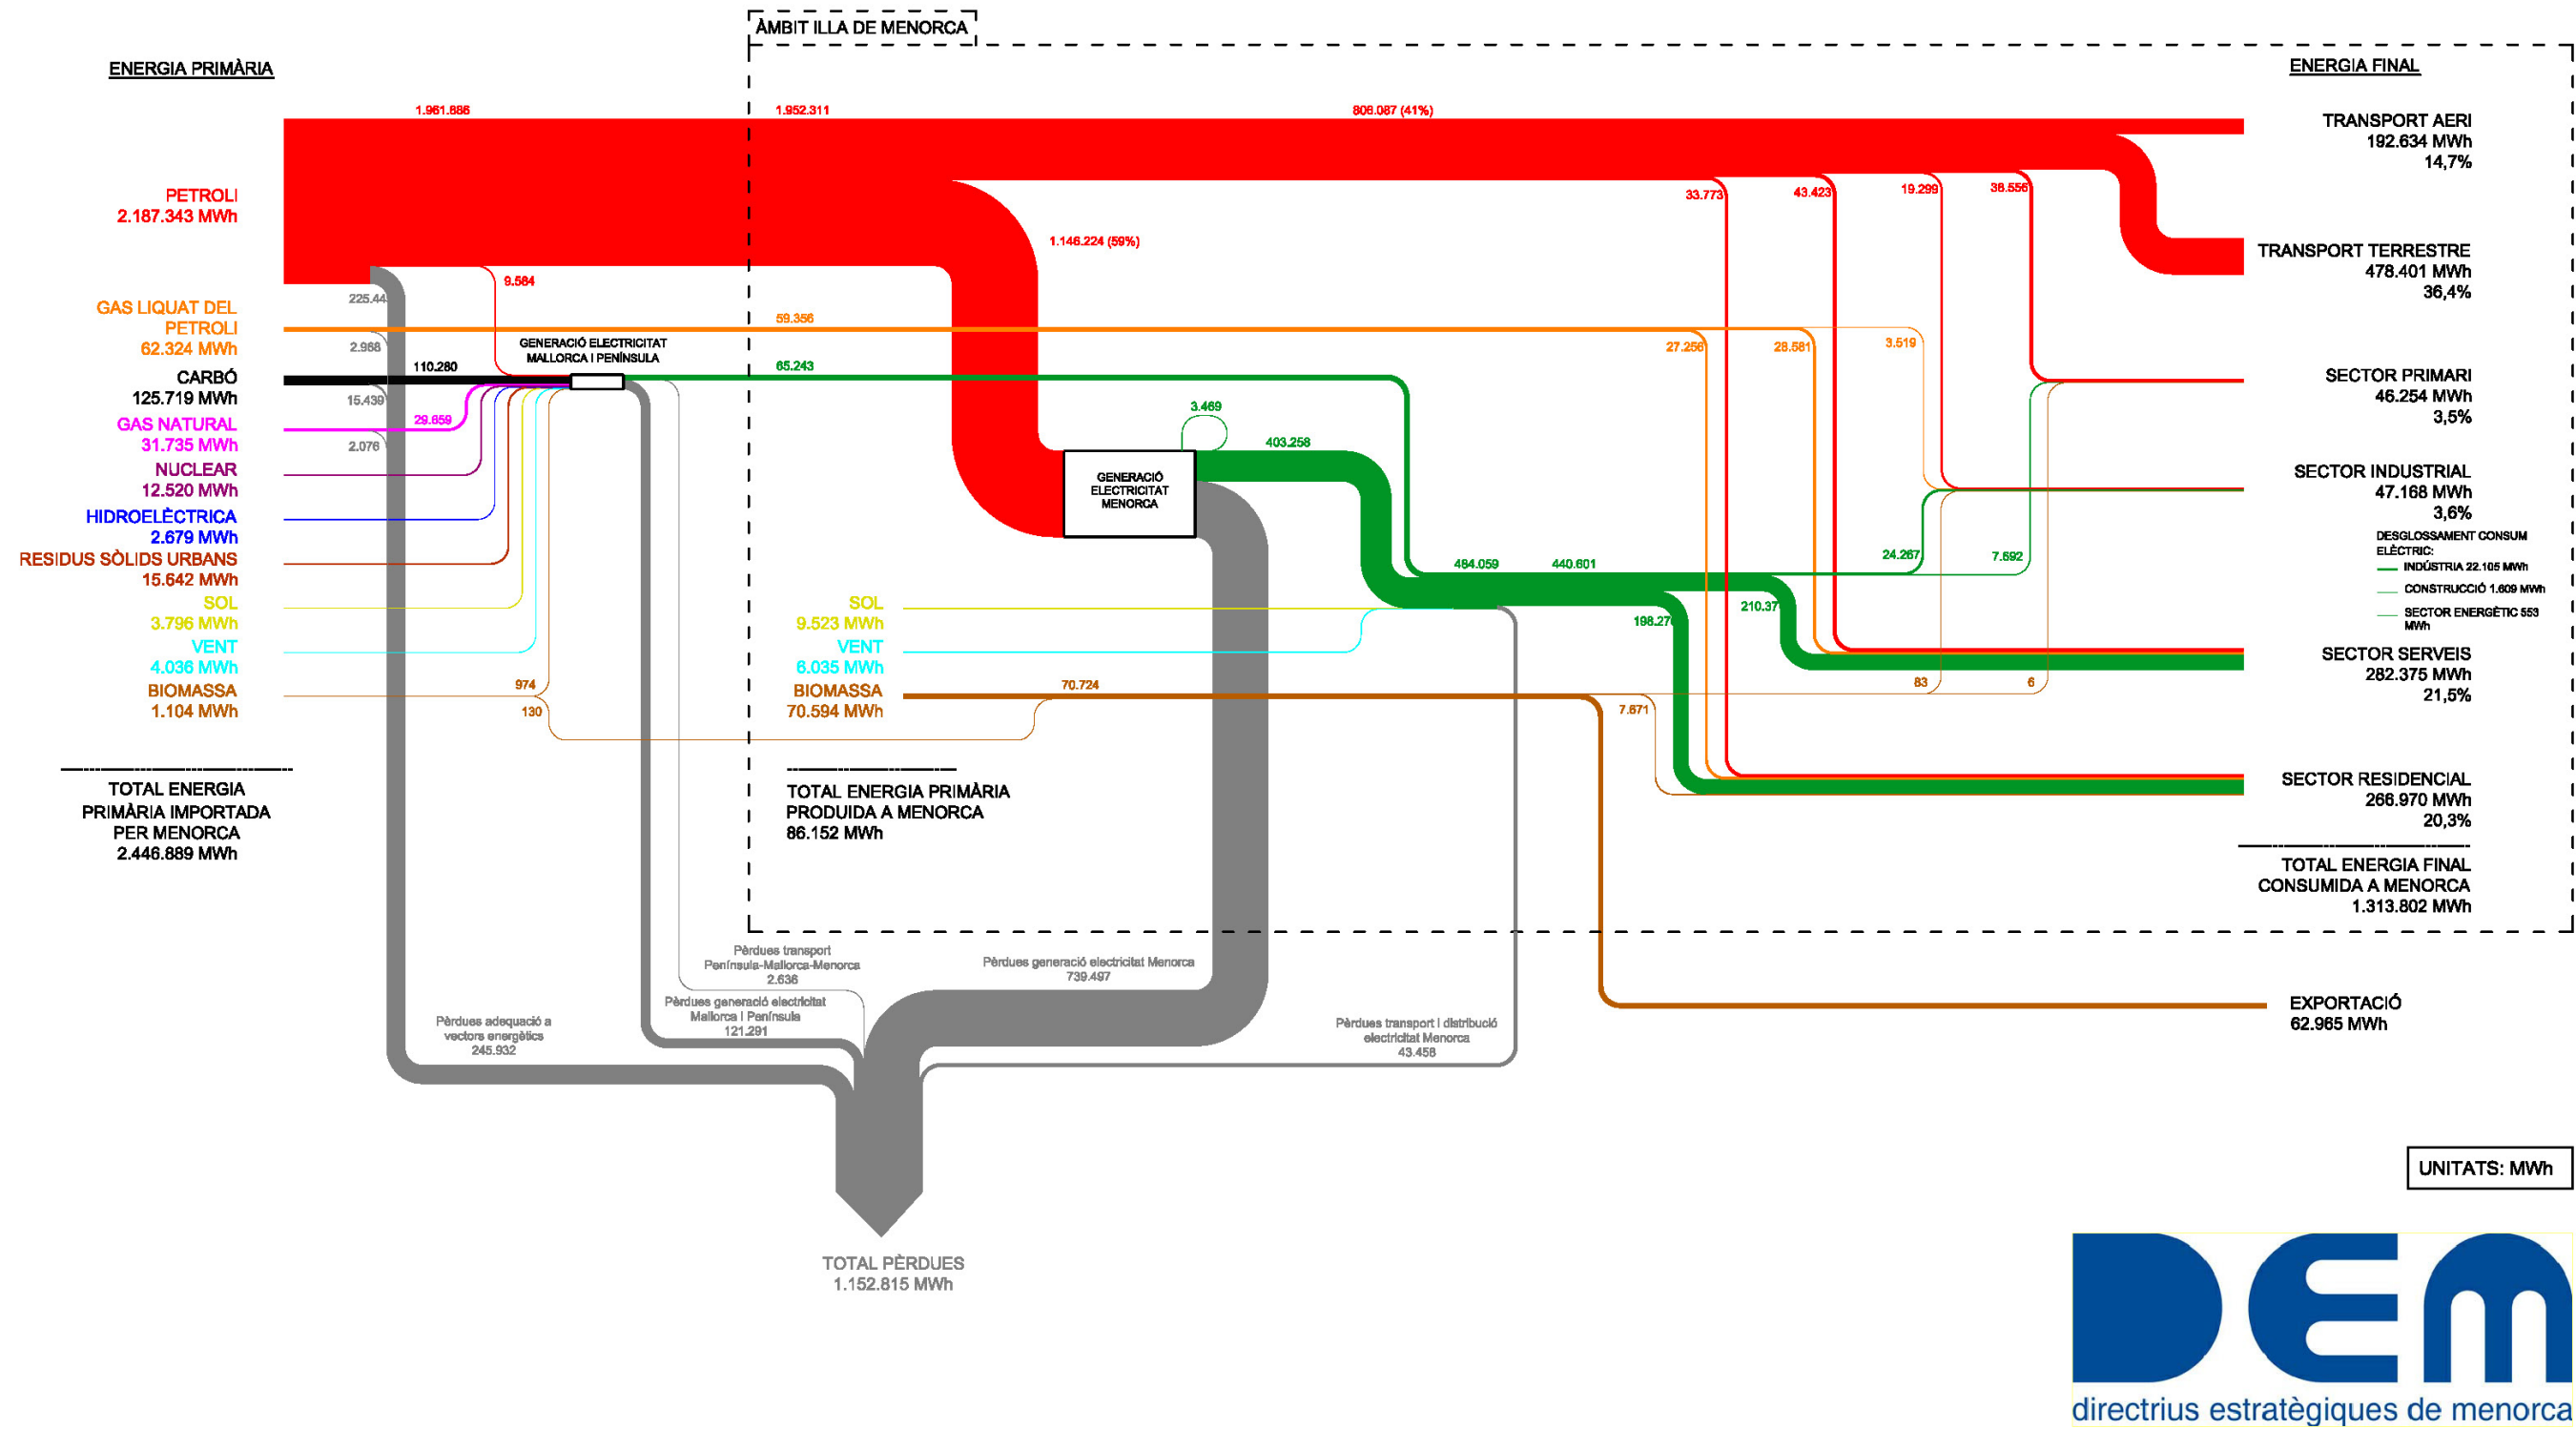 ÀMBIT ILLA DE MENORCA
ENERGIA PRIMÀRIA
ENERGIA FINAL
1.961.886
1.952.311
806.087 (41%)
PETROLI
2.187.343 MWh
1.146.224 (59%)
33.773
43.423
19.299
38.556
TRANSPORT AERI
192.634 MWh
14,7%
TRANSPORT TERRESTRE
478.401 MWh
36,4%
225.44
9.584
GAS LIQUAT DEL
PETROLI
62.324 MWh
2.968
59.356
27.256
28.581
3.519
GENERACIÓ ELECTRICITAT
MALLORCA I PENÍNSULA
CARBÓ
125.719 MWh
110.280
15.439
65.243
GAS NATURAL
31.735 MWh
29.659
2.076
NUCLEAR
12.520 MWh
HIDROELÈCTRICA
2.679 MWh
RESIDUS SÒLIDS URBANS
15.642 MWh
SOL
3.796 MWh
VENT
4.036 MWh
BIOMASSA
1.104 MWh
974
130
3.469
403.258
GENERACIÓ
ELECTRICITAT
MENORCA
484.059
440.601
24.267
7.692
198.27
210.37
SOL
9.523 MWh
VENT
6.035 MWh
BIOMASSA
70.594 MWh
70.724
7.671
83
6
SECTOR PRIMARI
46.254 MWh
3,5%
SECTOR INDUSTRIAL
47.168 MWh
3,6%
DESGLOSSAMENT CONSUM
ELÈCTRIC:
INDÚSTRIA 22.105 MWh
CONSTRUCCIÓ 1.609 MWh
SECTOR ENERGÈTIC 553
MWh
SECTOR SERVEIS
282.375 MWh
21,5%
SECTOR RESIDENCIAL
266.970 MWh
20,3%
TOTAL ENERGIA
PRIMÀRIA IMPORTADA
PER MENORCA
2.446.889 MWh
TOTAL ENERGIA PRIMÀRIA
PRODUIDA A MENORCA
86.152 MWh
TOTAL ENERGIA FINAL
CONSUMIDA A MENORCA
1.313.802 MWh
Pèrdues transport
Península-Mallorca-Menorca
2.636
Pèrdues generació electricitat Menorca
739.497
Pèrdues generació electricitat
Mallorca i Península
121.291
Pèrdues adequació a
vectors energètics
245.932
Pèrdues transport i distribució
electricitat Menorca
43.458
EXPORTACIÓ
62.965 MWh
TOTAL PÈRDUES
1.152.815 MWh
UNITATS: MWh
DEM
directrius estratègiques de menorca